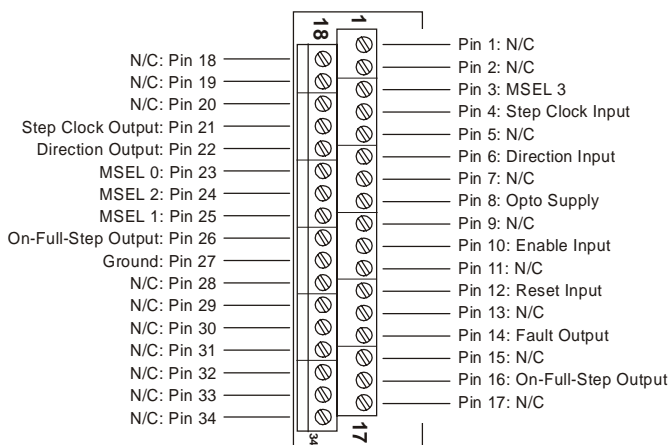 18
1
N/C: Pin 18
N/C: Pin 19
N/C: Pin 20
Step Clock Output: Pin 21
Direction Output: Pin 22
MSEL 0: Pin 23
MSEL 2: Pin 24
MSEL 1: Pin 25
On-Full-Step Output: Pin 26
Ground: Pin 27
N/C: Pin 28
N/C: Pin 29
N/C: Pin 30
N/C: Pin 31
N/C: Pin 32
N/C: Pin 33
N/C: Pin 34
Pin 1: N/C
Pin 2: N/C
Pin 3: MSEL 3
Pin 4: Step Clock Input
Pin 5: N/C
Pin 6: Direction Input
Pin 7: N/C
Pin 8: Opto Supply
Pin 9: N/C
Pin 10: Enable Input
Pin 11: N/C
Pin 12: Reset Input
Pin 13: N/C
Pin 14: Fault Output
Pin 15: N/C
Pin 16: On-Full-Step Output
Pin 17: N/C
34
17